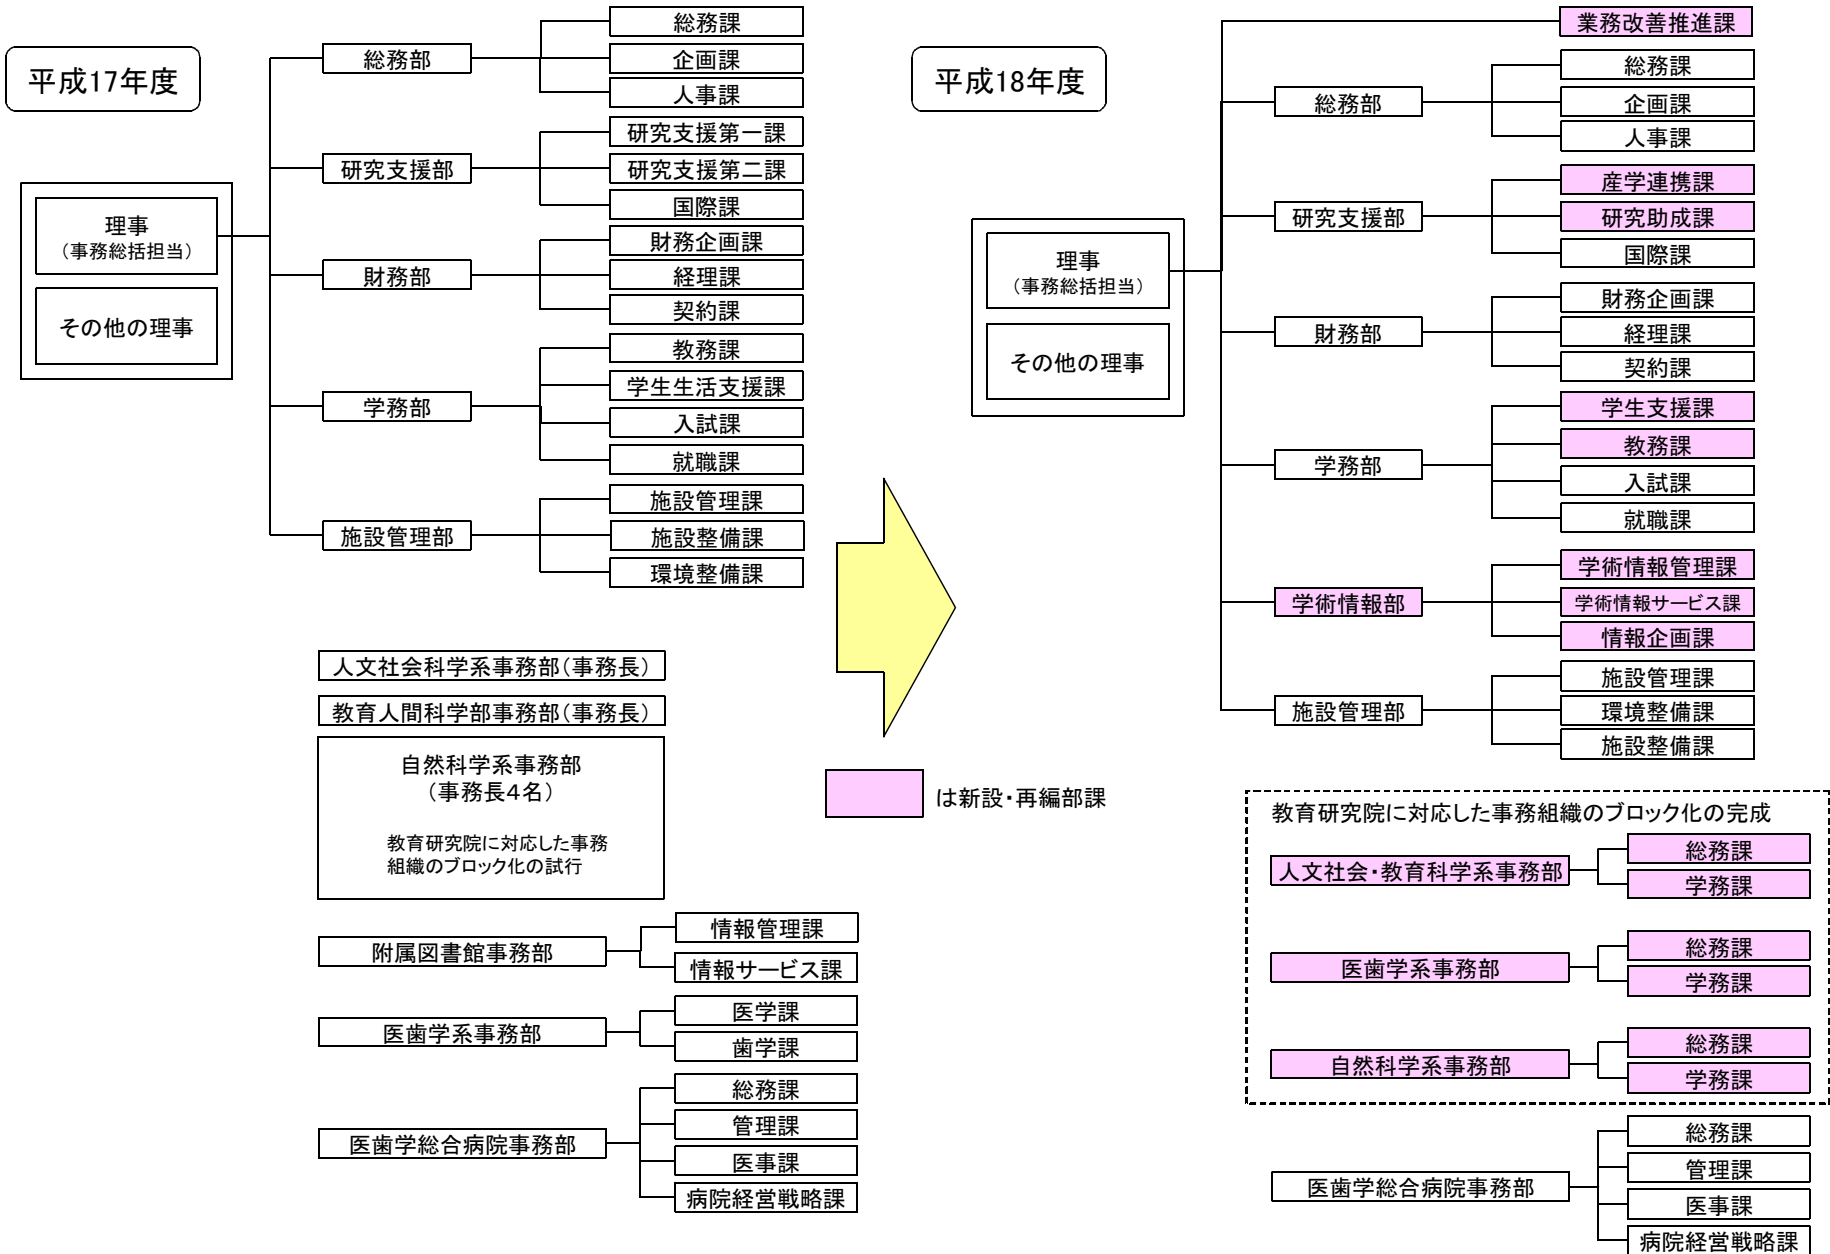 平成17年度
理事
（事務総括担当）
その他の理事
総務部
総務課
企画課
人事課
研究支援部
研究支援第一課
研究支援第二課
国際課
財務部
財務企画課
経理課
契約課
学務部
教務課
学生生活支援課
入試課
就職課
施設管理部
施設管理課
施設整備課
環境整備課
人文社会科学系事務部（事務長）
教育人間科学部事務部（事務長）
自然科学系事務部
（事務長４名）
教育研究院に対応した事務
組織のブロック化の試行
附属図書館事務部
情報管理課
情報サービス課
医歯学系事務部
医学課
歯学課
医歯学総合病院事務部
総務課
管理課
医事課
病院経営戦略課
は新設・再編部課
平成18年度
理事
（事務総括担当）
その他の理事
業務改善推進課
総務部
総務課
企画課
人事課
研究支援部
産学連携課
研究助成課
国際課
財務部
財務企画課
経理課
契約課
学務部
学生支援課
教務課
入試課
就職課
学術情報部
学術情報管理課
学術情報サービス課
情報企画課
施設管理部
施設管理課
環境整備課
施設整備課
教育研究院に対応した事務組織のブロック化の完成
人文社会・教育科学系事務部
総務課
学務課
医歯学系事務部
総務課
学務課
自然科学系事務部
総務課
学務課
医歯学総合病院事務部
総務課
管理課
医事課
病院経営戦略課